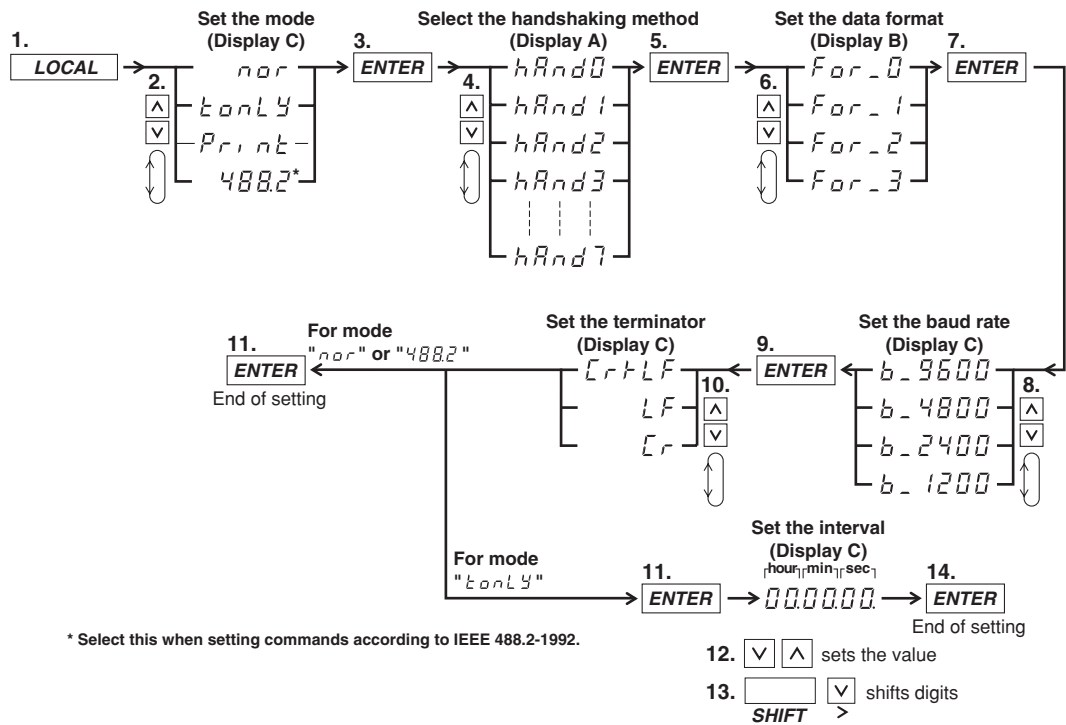 Set the mode
(Display C)
1.
LOCAL
2.
nor
tonLY
Print
488.2*
3.
ENTER
Select the handshaking method
(Display A)
4.
hAnd0
hAnd1
hAnd2
hAnd3
hAnd7
5.
ENTER
Set the data format
(Display B)
6.
For_0
For_1
For_2
For_3
7.
ENTER
Set the baud rate
(Display C)
8.
b_9600
b_4800
b_2400
b_1200
9.
ENTER
Set the terminator
(Display C)
10.
Cr+LF
LF
Cr
For mode
"nor" or "488.2"
11.
ENTER
End of setting
For mode
"tonLY"
11.
ENTER
Set the interval
(Display C)
hour min sec
00.00.00.
14.
ENTER
End of setting
12. sets the value
13. shifts digits
SHIFT >
* Select this when setting commands according to IEEE 488.2-1992.